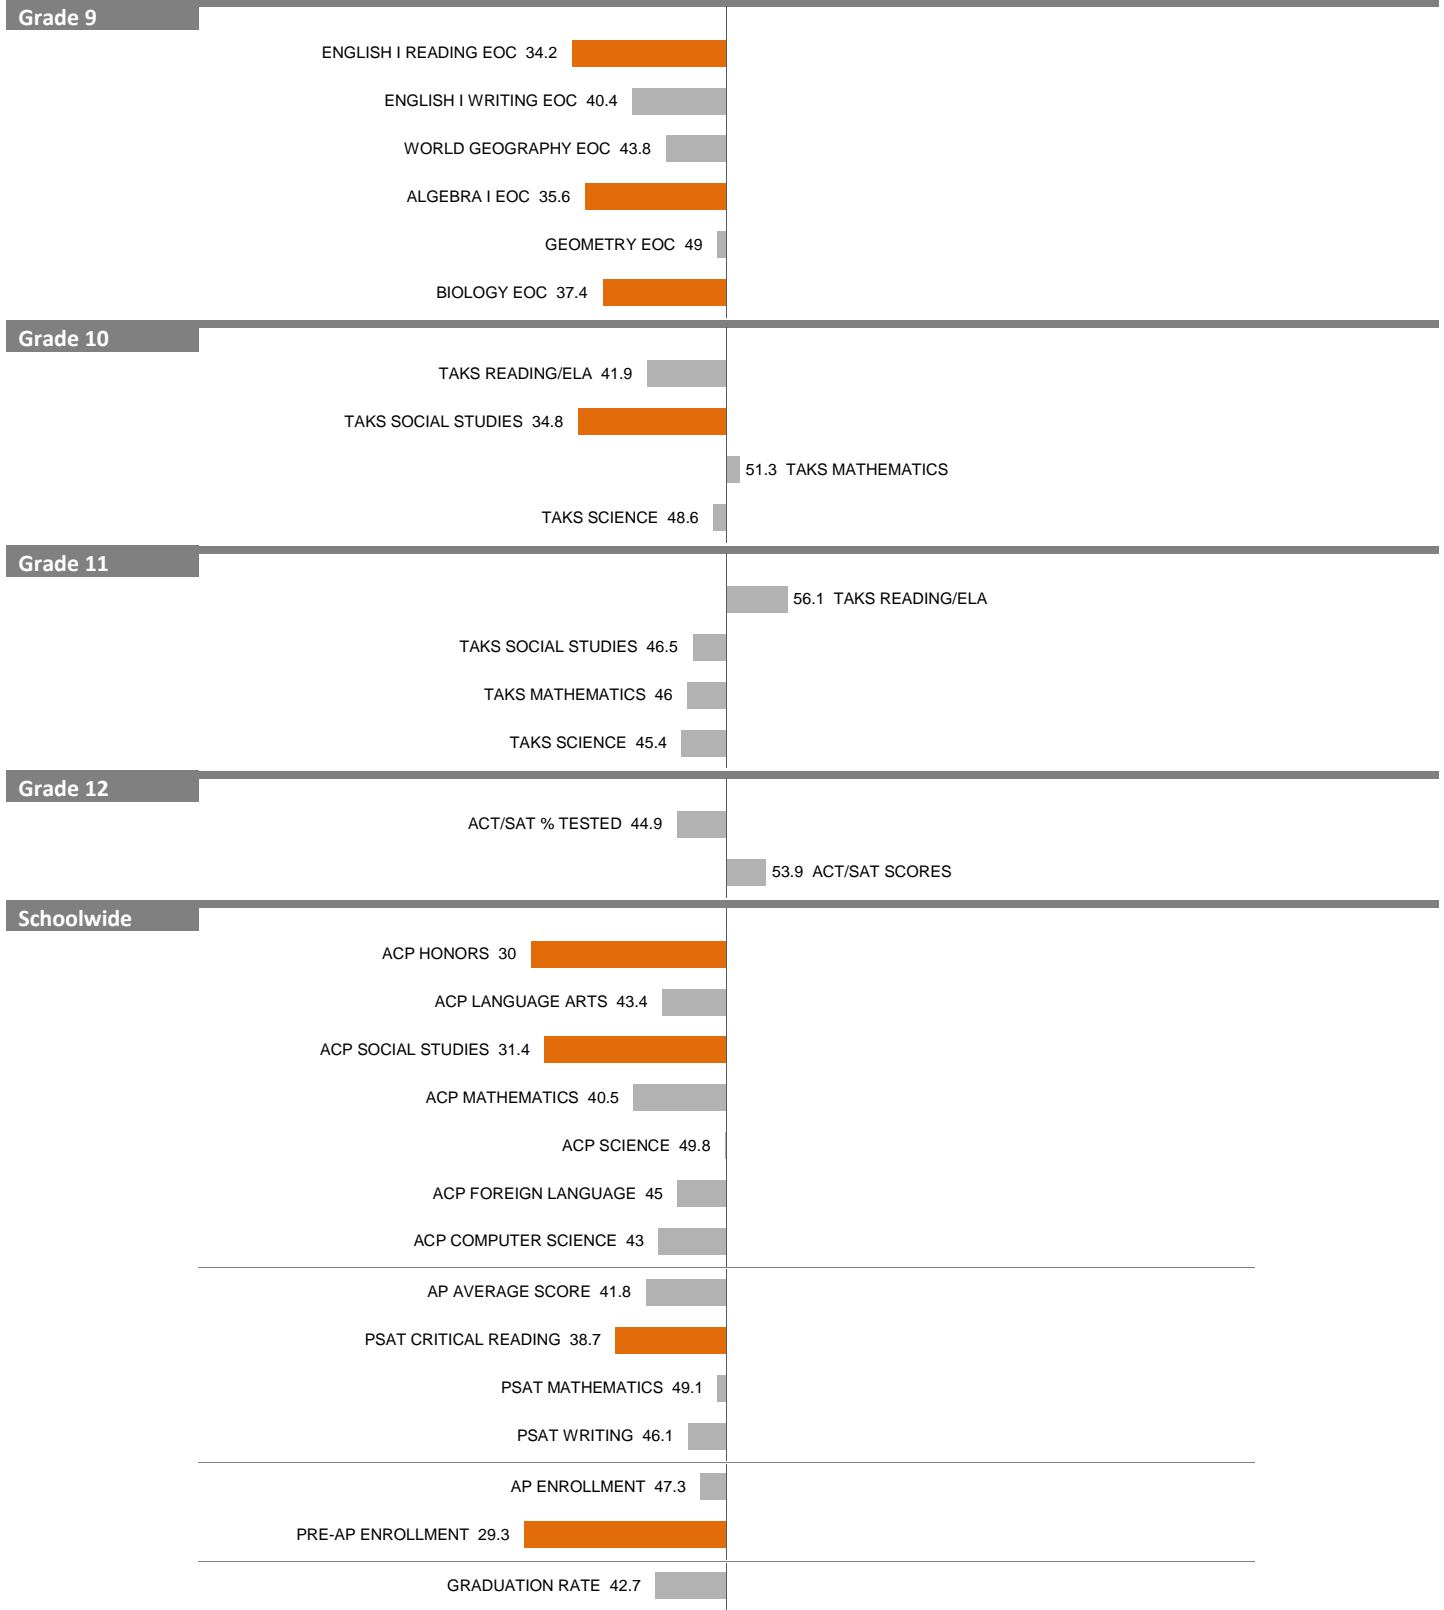 Grade 9
ENGLISH I READING EOC 34.2
ENGLISH I WRITING EOC 40.4
WORLD GEOGRAPHY EOC 43.8
ALGEBRA I EOC 35.6
GEOMETRY EOC 49
BIOLOGY EOC 37.4
Grade 10
TAKS READING/ELA 41.9
TAKS SOCIAL STUDIES 34.8
51.3 TAKS MATHEMATICS
TAKS SCIENCE 48.6
Grade 11
56.1 TAKS READING/ELA
TAKS SOCIAL STUDIES 46.5
TAKS MATHEMATICS 46
TAKS SCIENCE 45.4
Grade 12
ACT/SAT % TESTED 44.9
53.9 ACT/SAT SCORES
Schoolwide
ACP HONORS 30
ACP LANGUAGE ARTS 43.4
ACP SOCIAL STUDIES 31.4
ACP MATHEMATICS 40.5
ACP SCIENCE 49.8
ACP FOREIGN LANGUAGE 45
ACP COMPUTER SCIENCE 43
AP AVERAGE SCORE 41.8
PSAT CRITICAL READING 38.7
PSAT MATHEMATICS 49.1
PSAT WRITING 46.1
AP ENROLLMENT 47.3
PRE-AP ENROLLMENT 29.3
GRADUATION RATE 42.7